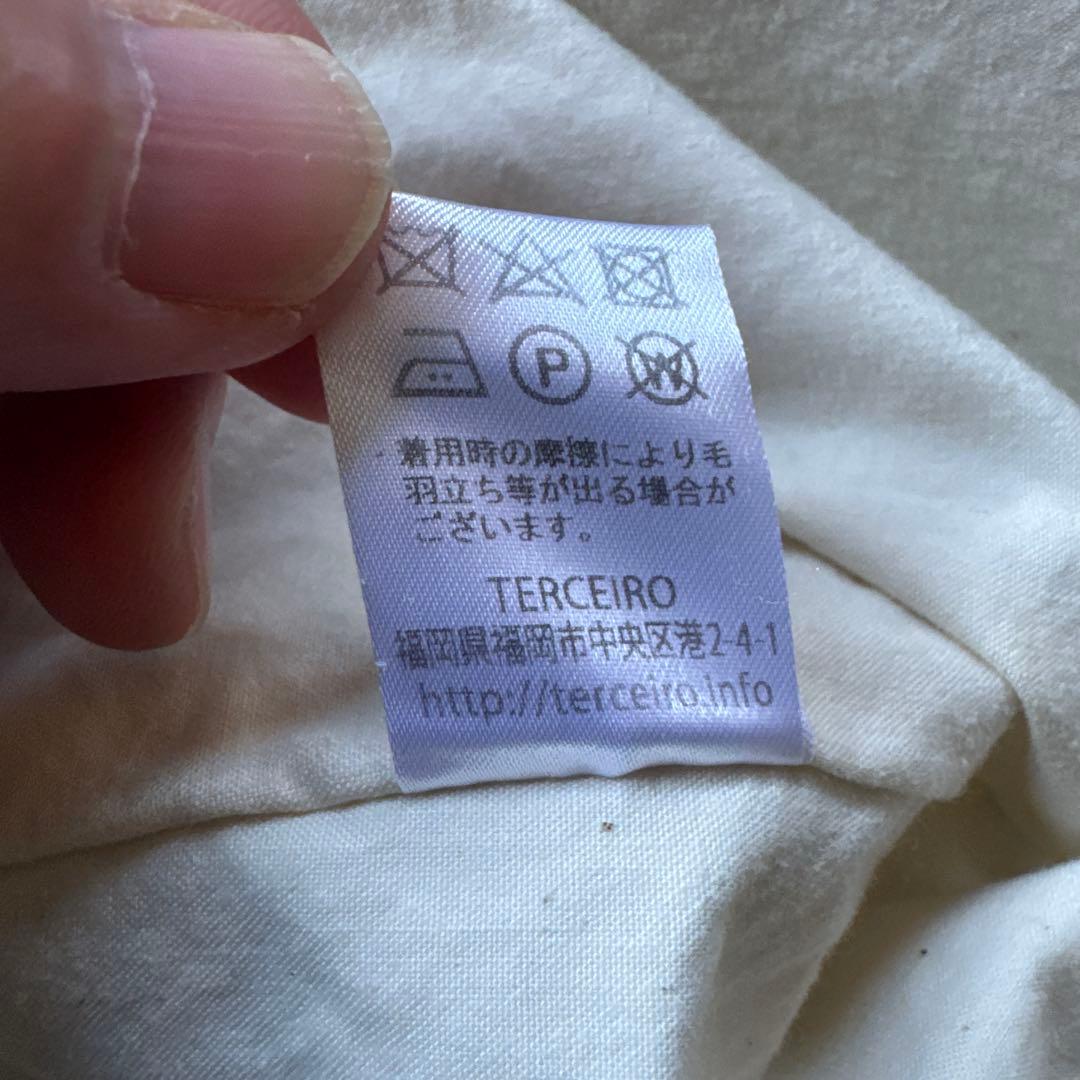 P
W
着用時の摩擦により毛
羽立ち等が出る場合が
ございます。
TERCEIRO
福岡県福岡市中央区港2-4-1
http://terceiro.info